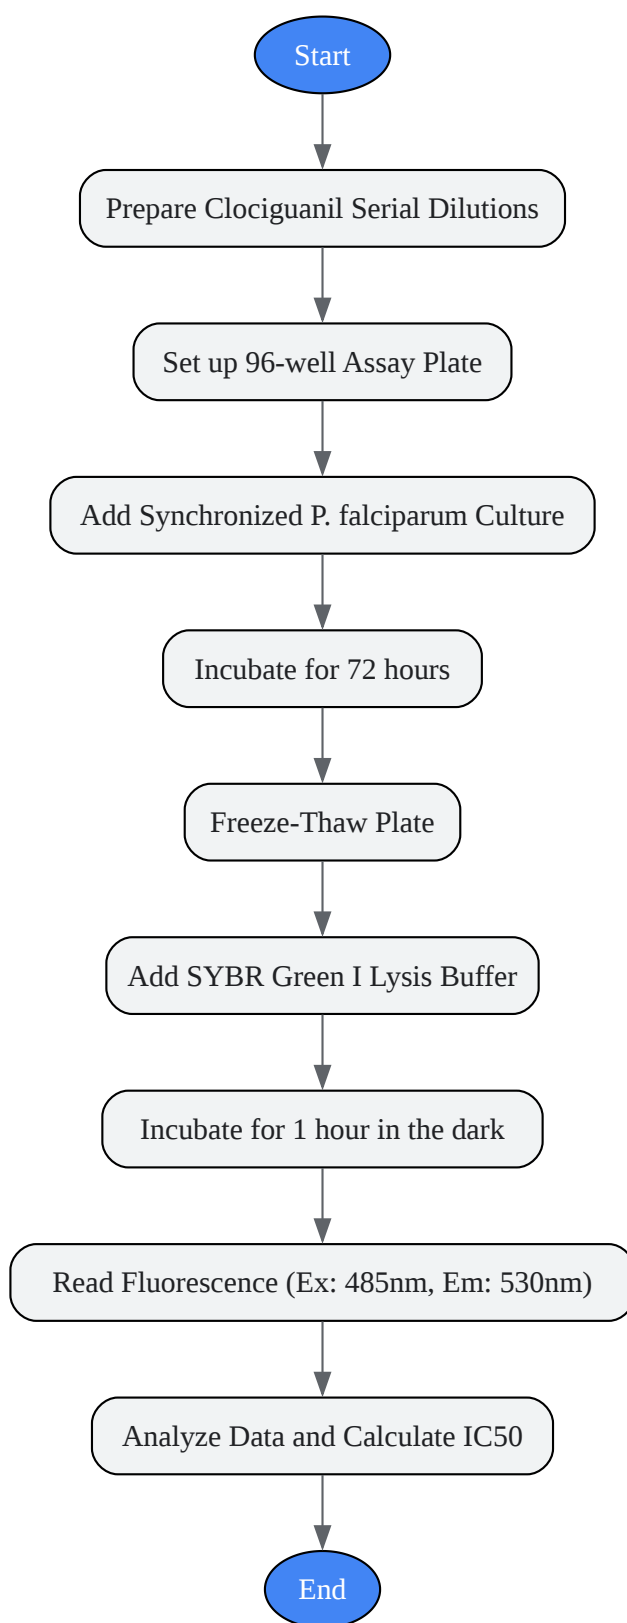 Start
Prepare Clociguanil Serial Dilutions
Set up 96-well Assay Plate
Add Synchronized P. falciparum Culture
Incubate for 72 hours
Freeze-Thaw Plate
Add SYBR Green I Lysis Buffer
Incubate for 1 hour in the dark
Read Fluorescence (Ex: 485nm, Em: 530nm)
Analyze Data and Calculate IC50
End